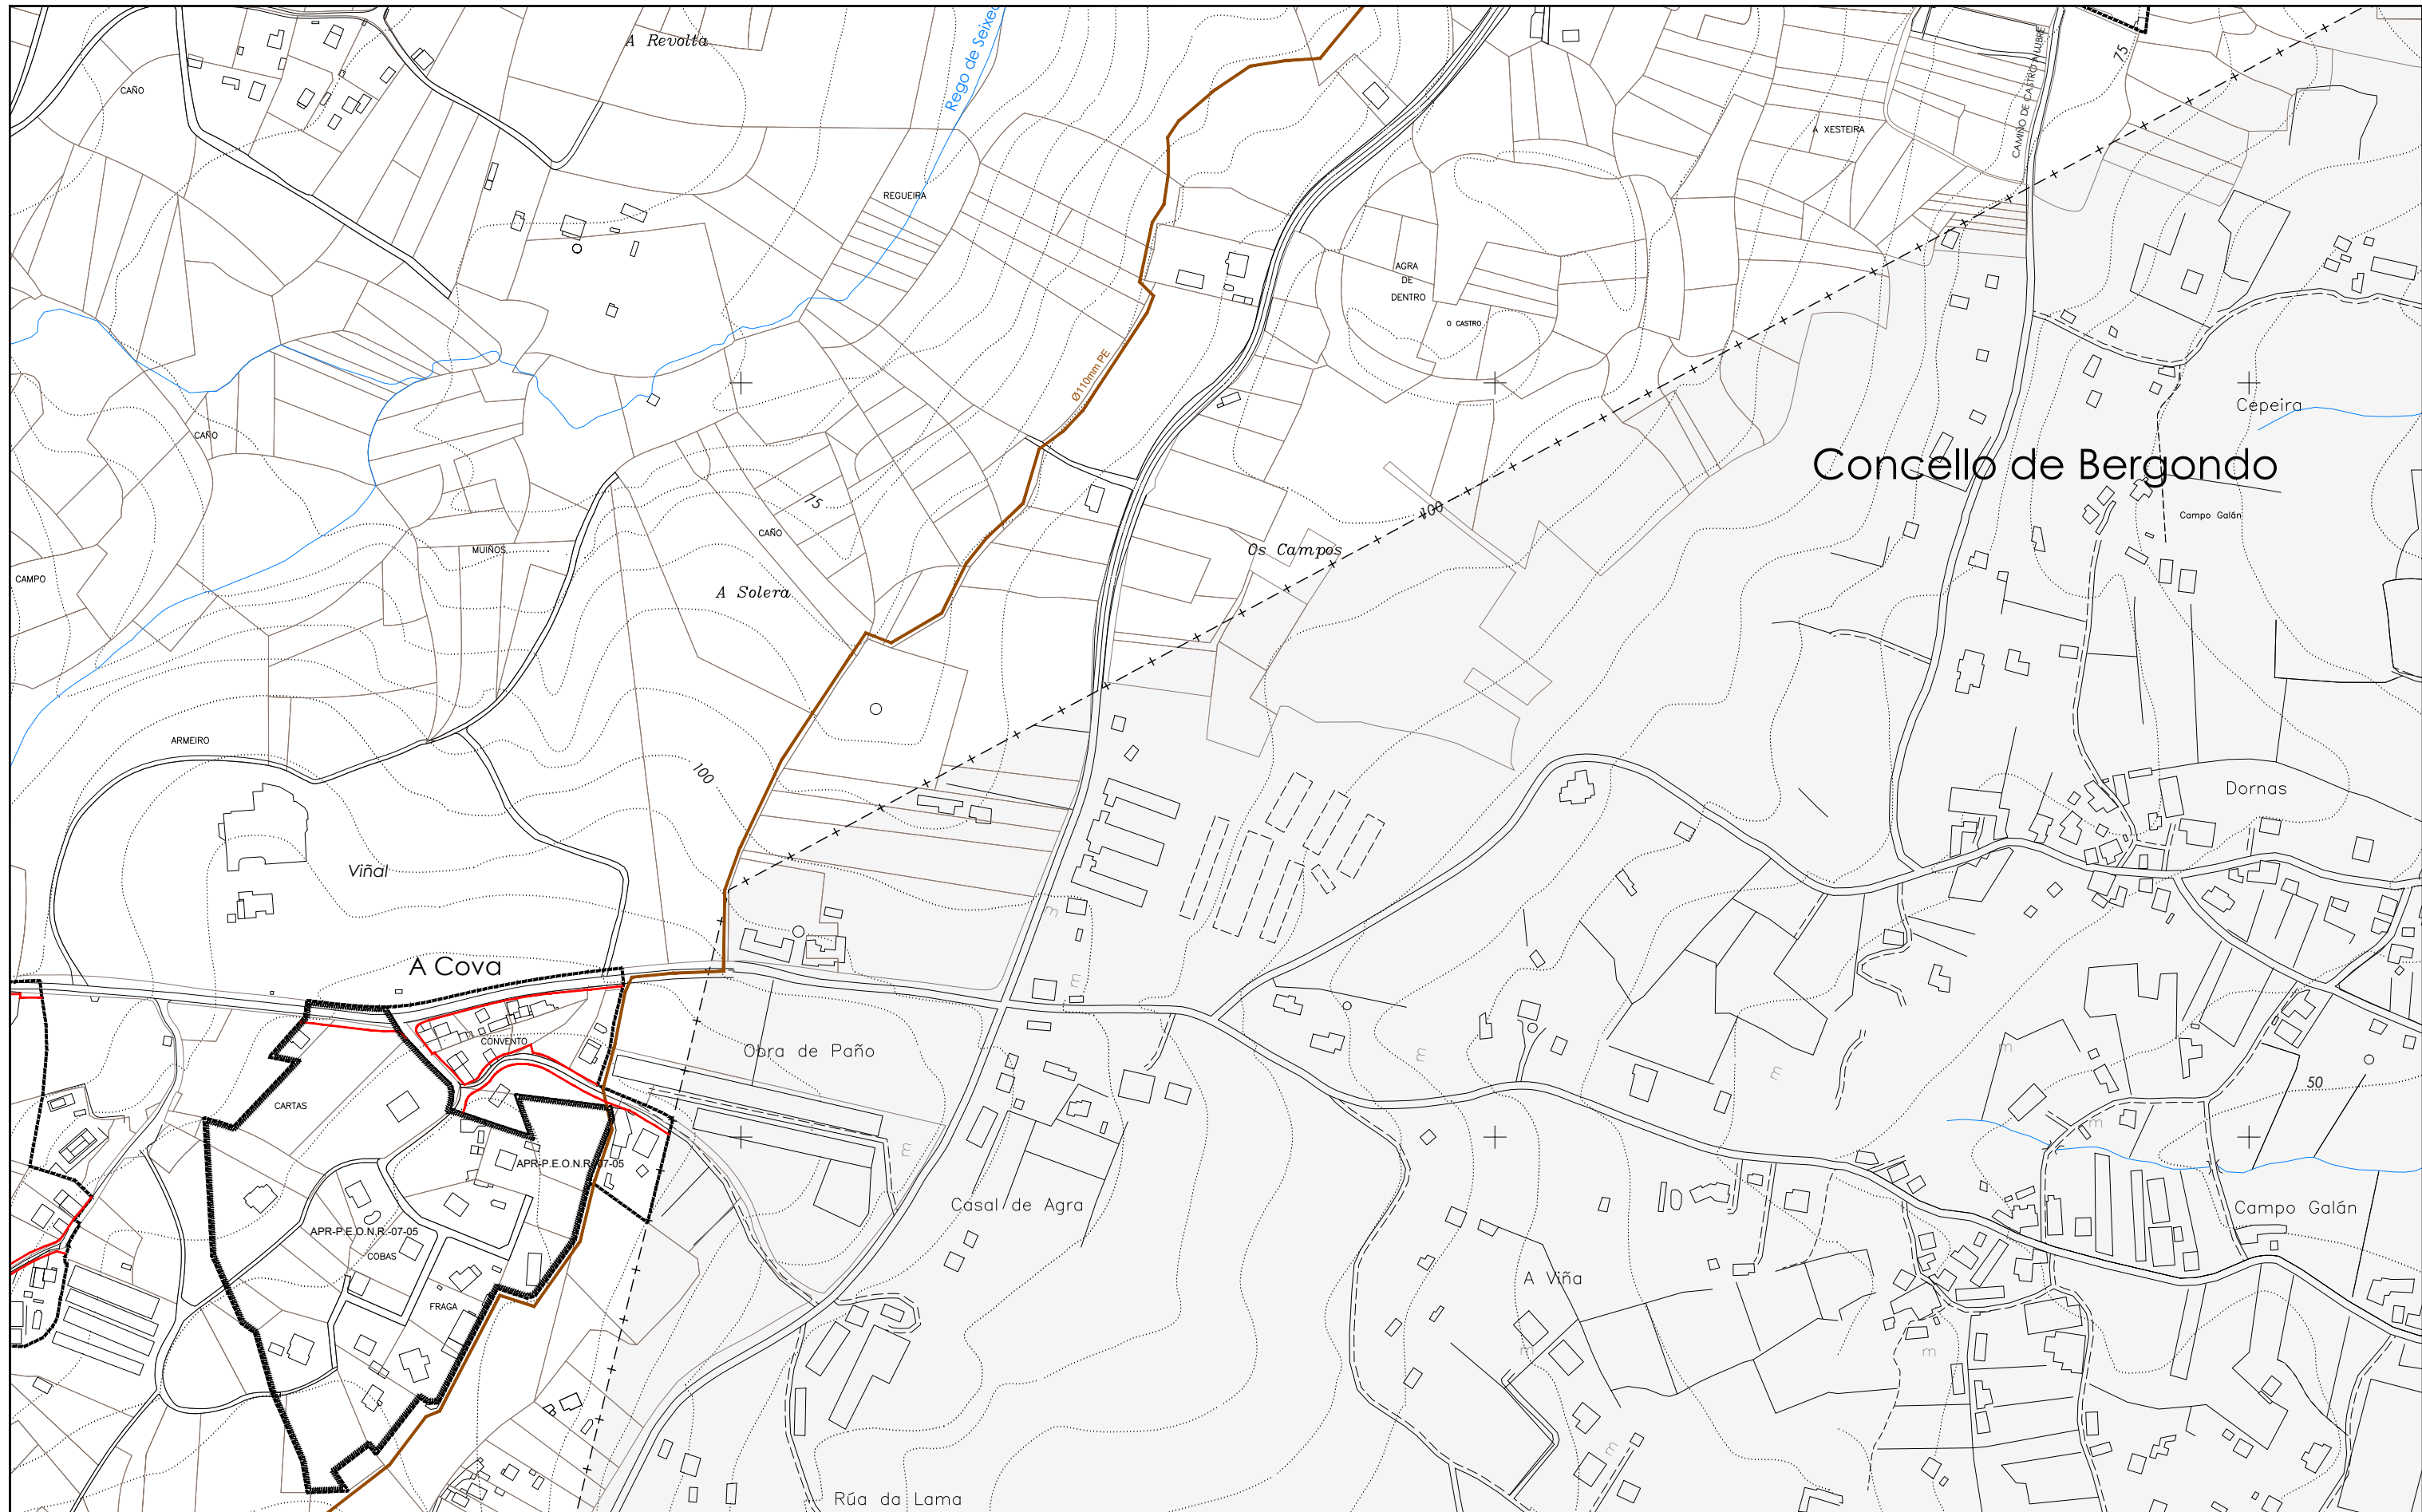 A Revolta
Rego de Seixed
CAÑO
CAMIÑO DE CASTRO A LUBRE
75
A XESTEIRA
REGUEIRA
AGRA
DE
DENTRO
O CASTRO
Ø110mm PE
Cepeira
CAÑO
Concello de Bergondo
75
100
Campo Galán
CAÑO
MUIÑOS
Os Campos
CAMPO
A Solera
ARMEIRO
100
Dornas
Viñal
m
A Cova
m
CONVENTO
Obra de Paño
m
m
m
50
CARTAS
m
m
APR-P.E.O.N.R.-07-05
Casal de Agra
Campo Galán
APR-P.E.O.N.R.-07-05
COBAS
A Viña
FRAGA
m
m
m
Rúa da Lama